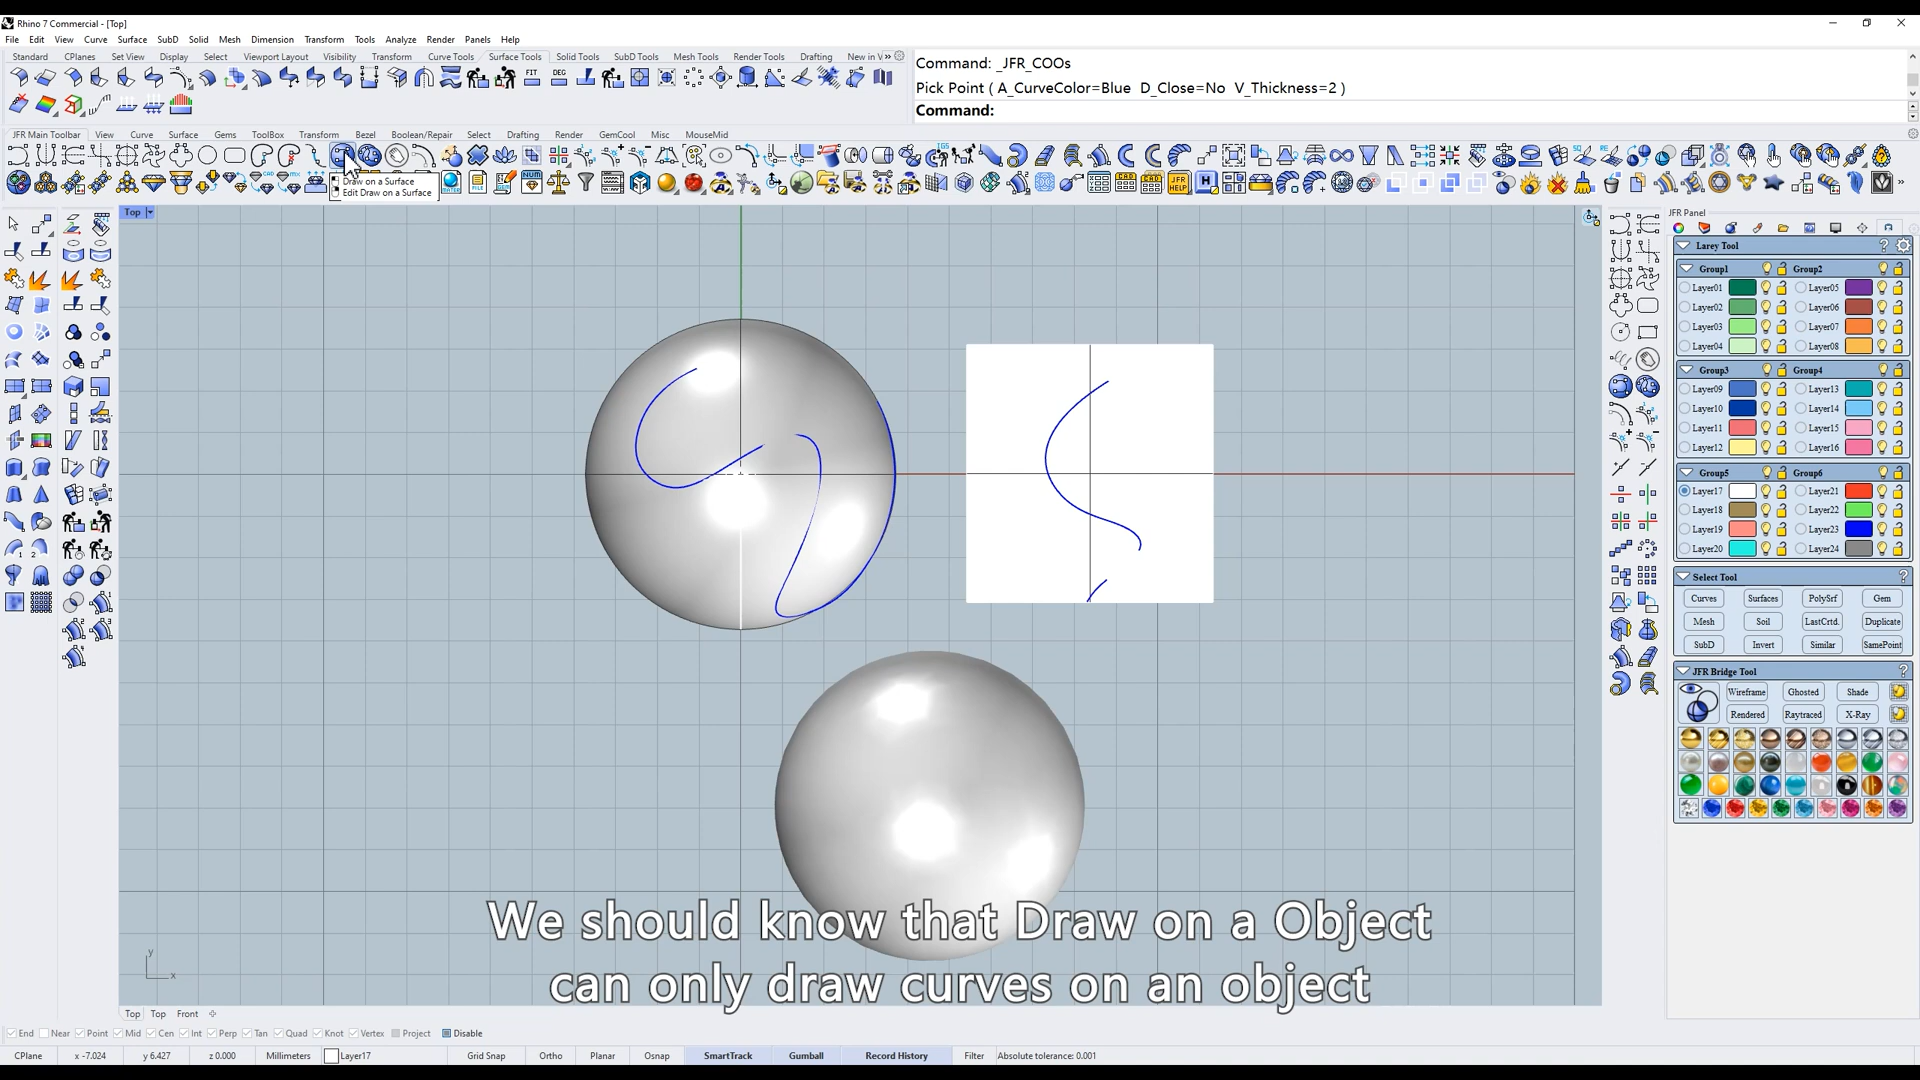 Rhino 7 Commercial - [Top]
File Edit View Curve Surface SubD Solid Mesh Dimension Transform Tools Analyze Render Panels Help
Standard CPlanes Set View Display Select Viewport Layout Visibility Transform Curve Tools Surface Tools Solid Tools SubD Tools Mesh Tools Render Tools Drafting New in V
Command: _JFR_COOs
Pick Point ( A_CurveColor=Blue D_Close=No V_Thickness=2 )
Command:
JFR Main Toolbar View Curve Surface Gems ToolBox Transform Bezel Boolean/Repair Select Drafting Render GemCool Misc MouseMid
Draw on a Surface
Edit Draw on a Surface
Top
JFR Panel
Larey Tool
Group1 Group2
Layer01 Layer05
Layer02 Layer06
Layer03 Layer07
Layer04 Layer08
Group3 Group4
Layer09 Layer13
Layer10 Layer14
Layer11 Layer15
Layer12 Layer16
Group5 Group6
Layer17 Layer21
Layer18 Layer22
Layer19 Layer23
Layer20 Layer24
Select Tool
Curves Surfaces PolySrf Gem
Mesh Soil LastCrtd. Duplicate
SubD Invert Similar SamePoint
JFR Bridge Tool
Wireframe Ghosted Shade
Rendered Raytraced X-Ray
We should know that Draw on a Object
can only draw curves on an object
y
x
Top Top Front
End Near Point Mid Cen Int Perp Tan Quad Knot Vertex Project Disable
CPlane x -7.024 y 6.427 z 0.000 Millimeters Layer17 Grid Snap Ortho Planar Osnap SmartTrack Gumball Record History Filter Absolute tolerance: 0.001